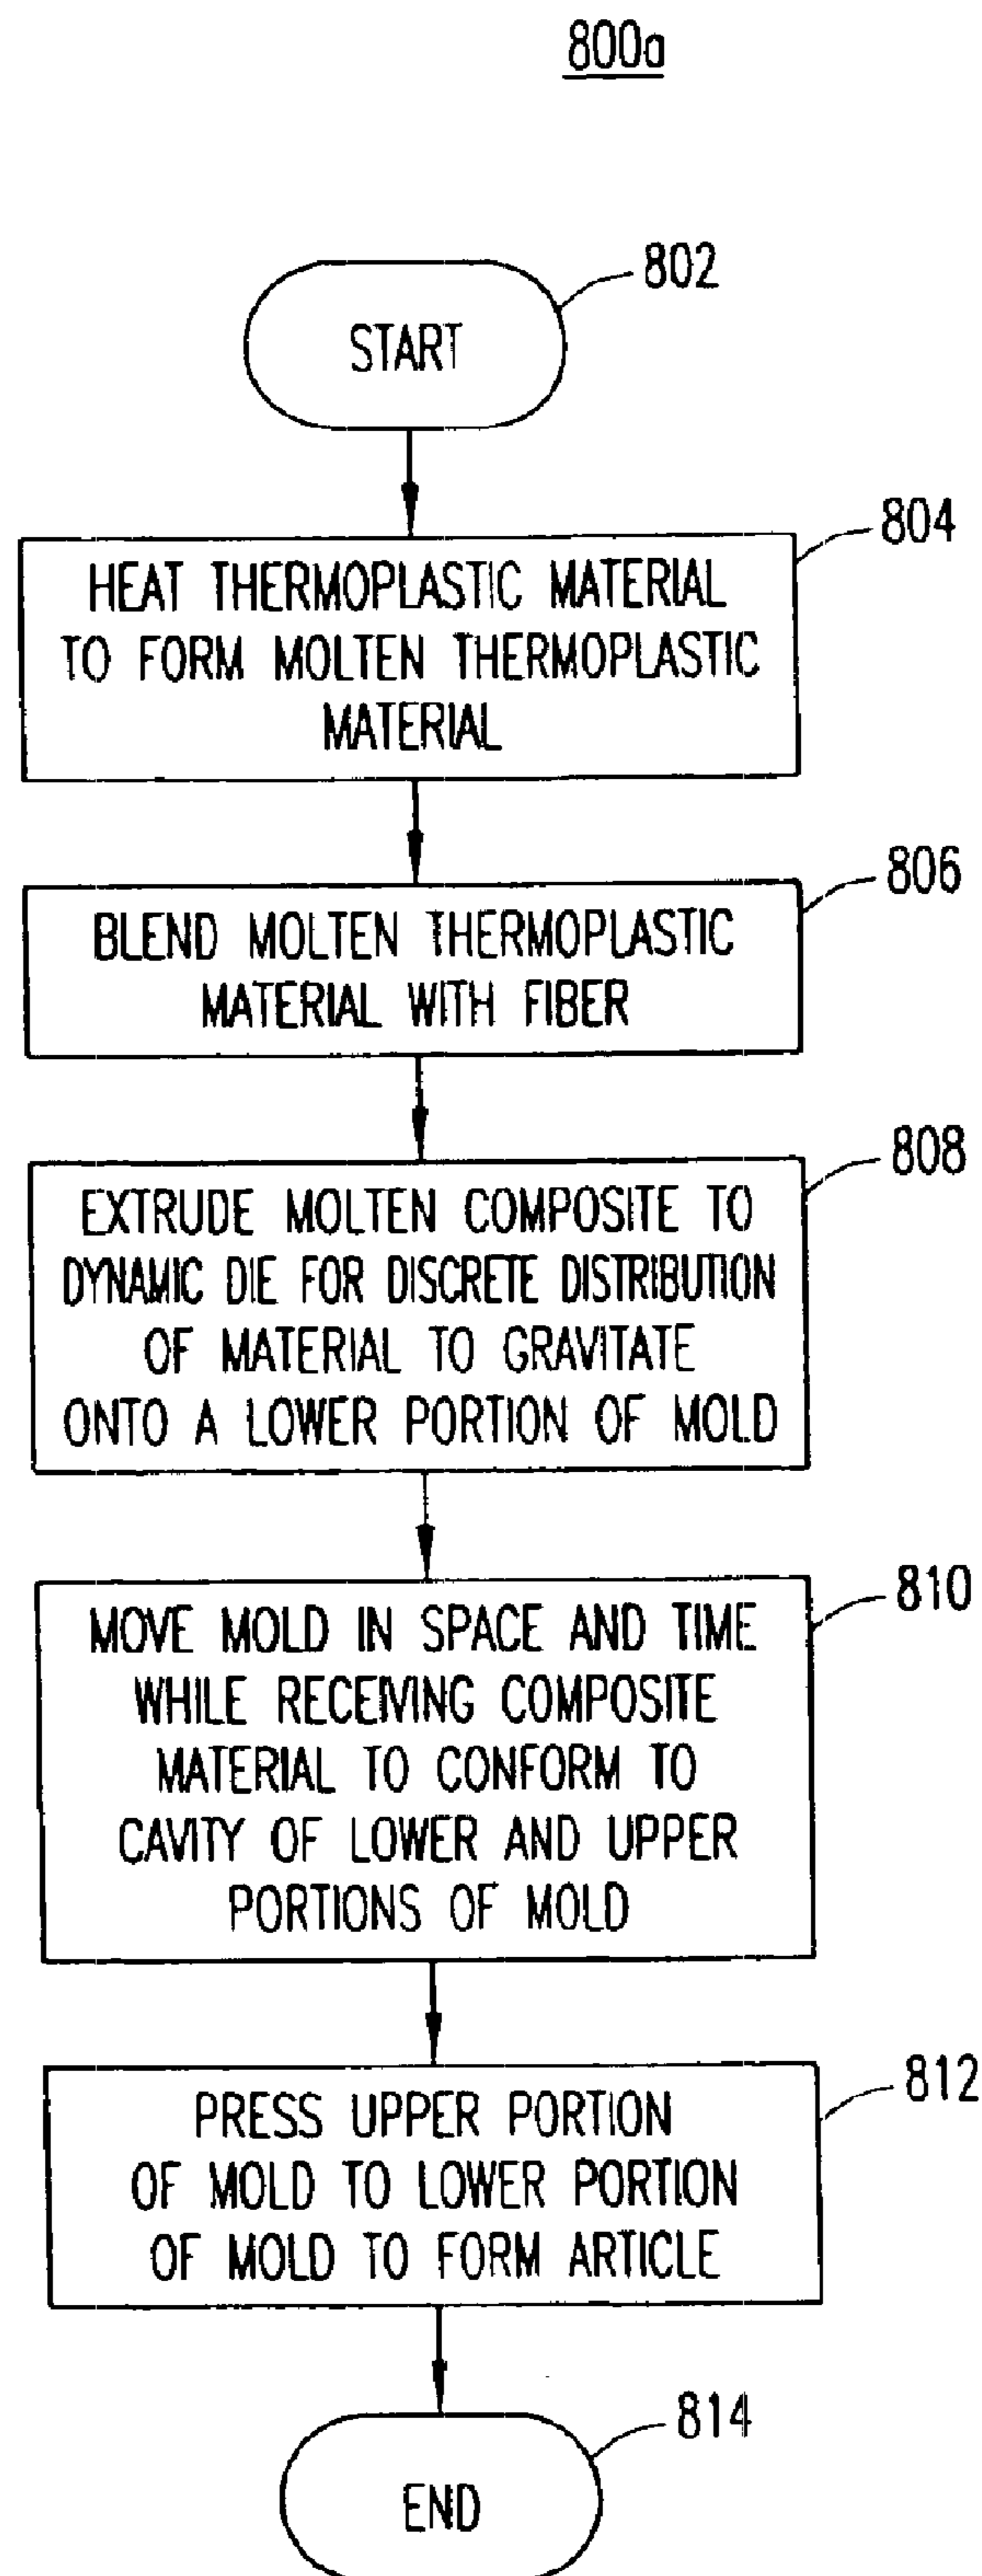 800a
802
START
804
HEAT THERMOPLASTIC MATERIAL
TO FORM MOLTEN THERMOPLASTIC
MATERIAL
806
BLEND MOLTEN THERMOPLASTIC
MATERIAL WITH FIBER
808
EXTRUDE MOLTEN COMPOSITE TO
DYNAMIC DIE FOR DISCRETE DISTRIBUTION
OF MATERIAL TO GRAVITATE
ONTO A LOWER PORTION OF MOLD
810
MOVE MOLD IN SPACE AND TIME
WHILE RECEIVING COMPOSITE
MATERIAL TO CONFORM TO
CAVITY OF LOWER AND UPPER
PORTIONS OF MOLD
812
PRESS UPPER PORTION
OF MOLD TO LOWER PORTION
OF MOLD TO FORM ARTICLE
814
END